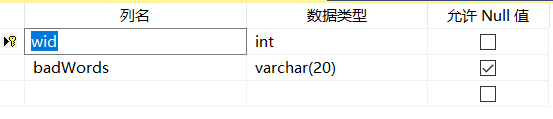 列名 数据类型 允许 Null 值
wid int
badWords varchar(20)